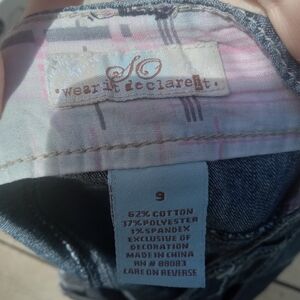 SO
• wear it declare it •
9
62% COTTON
37% POLYESTER
1% SPANDEX
EXCLUSIVE OF
DECORATION
MADE IN CHINA
RN # 88083
CARE ON REVERSE